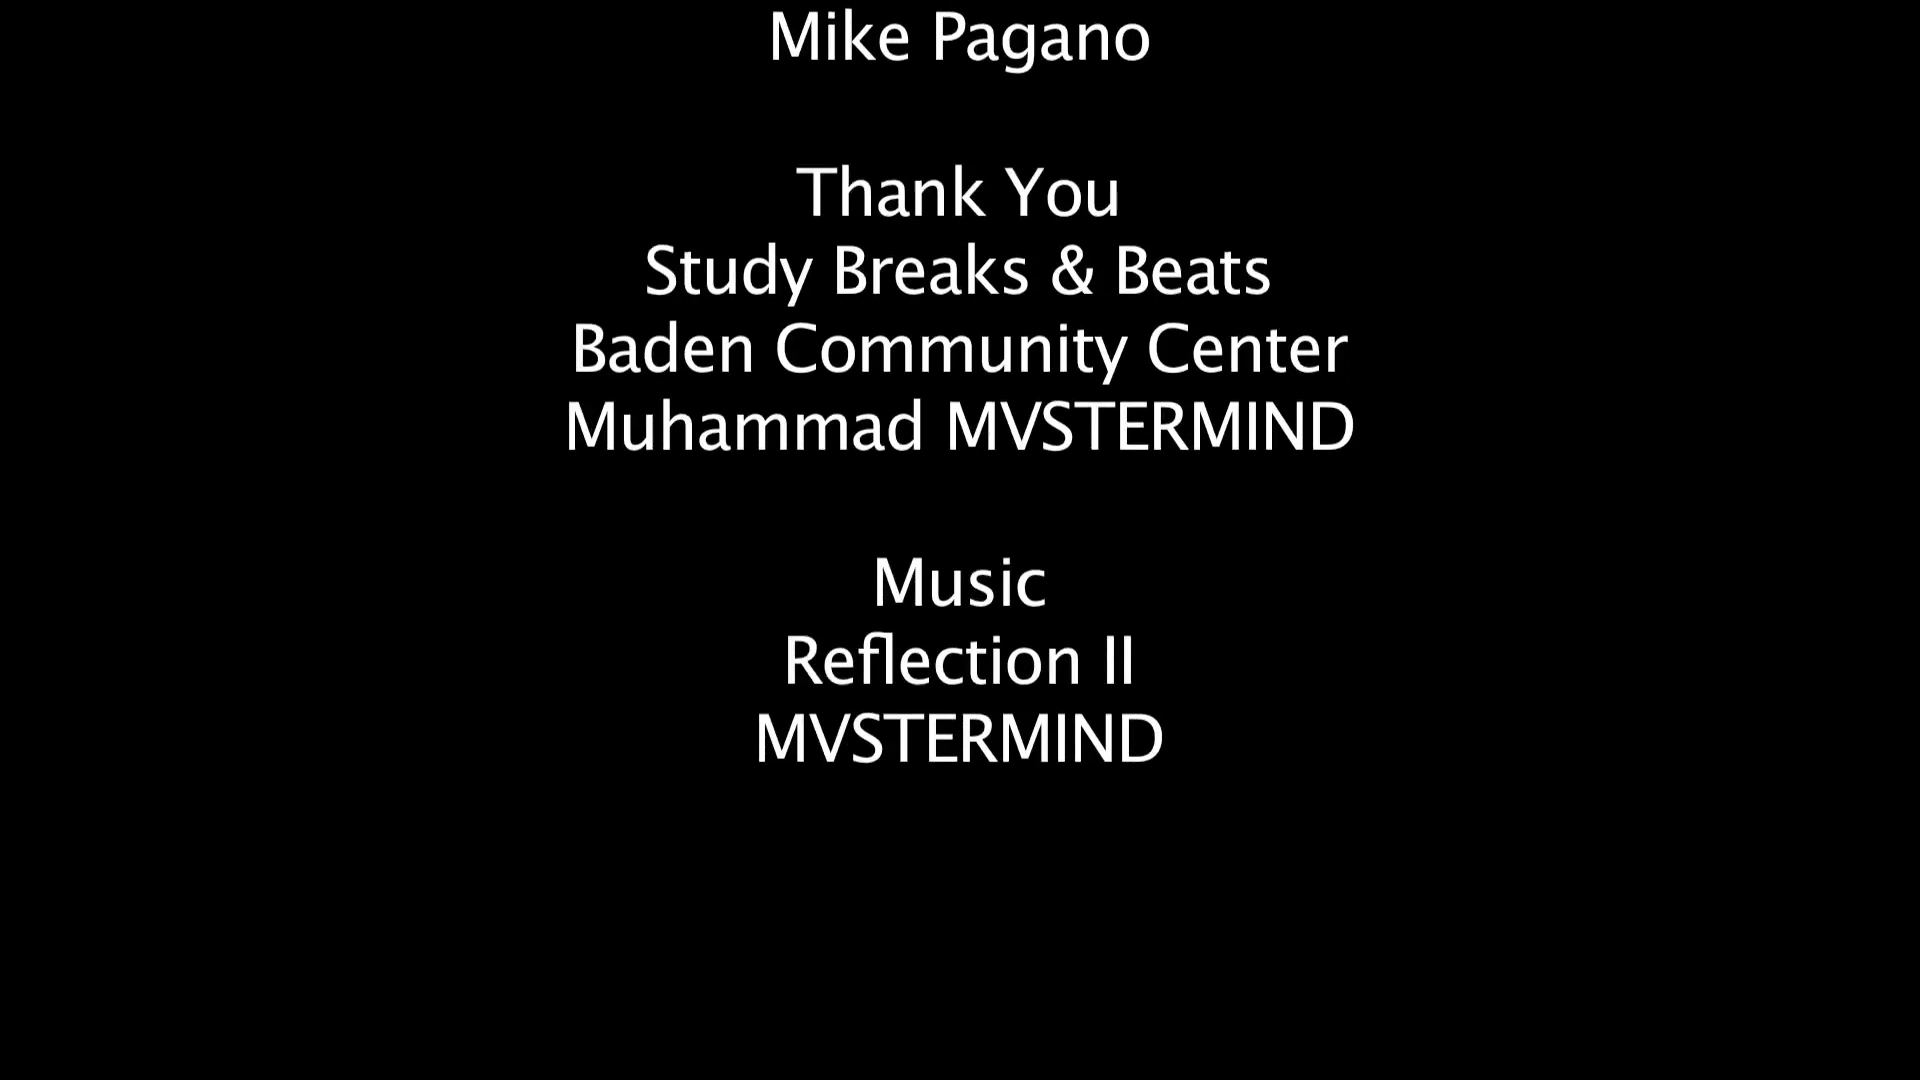 Mike Pagano
Thank You
Study Breaks & Beats
Baden Community Center
Muhammad MVSTERMIND
Music
Reflection II
MVSTERMIND